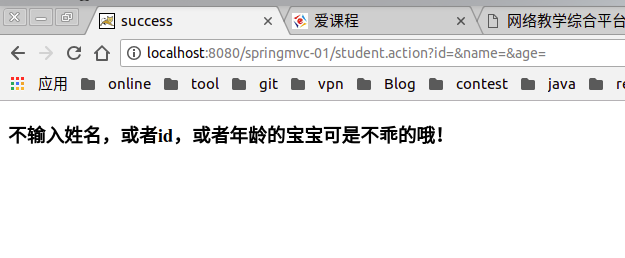 success
爱课程
网络教学综合平台
localhost:8080/springmvc-01/student.action?id=&name=&age=
应用 online tool git vpn Blog contest java re
不输入姓名，或者id，或者年龄的宝宝可是不乖的哦！